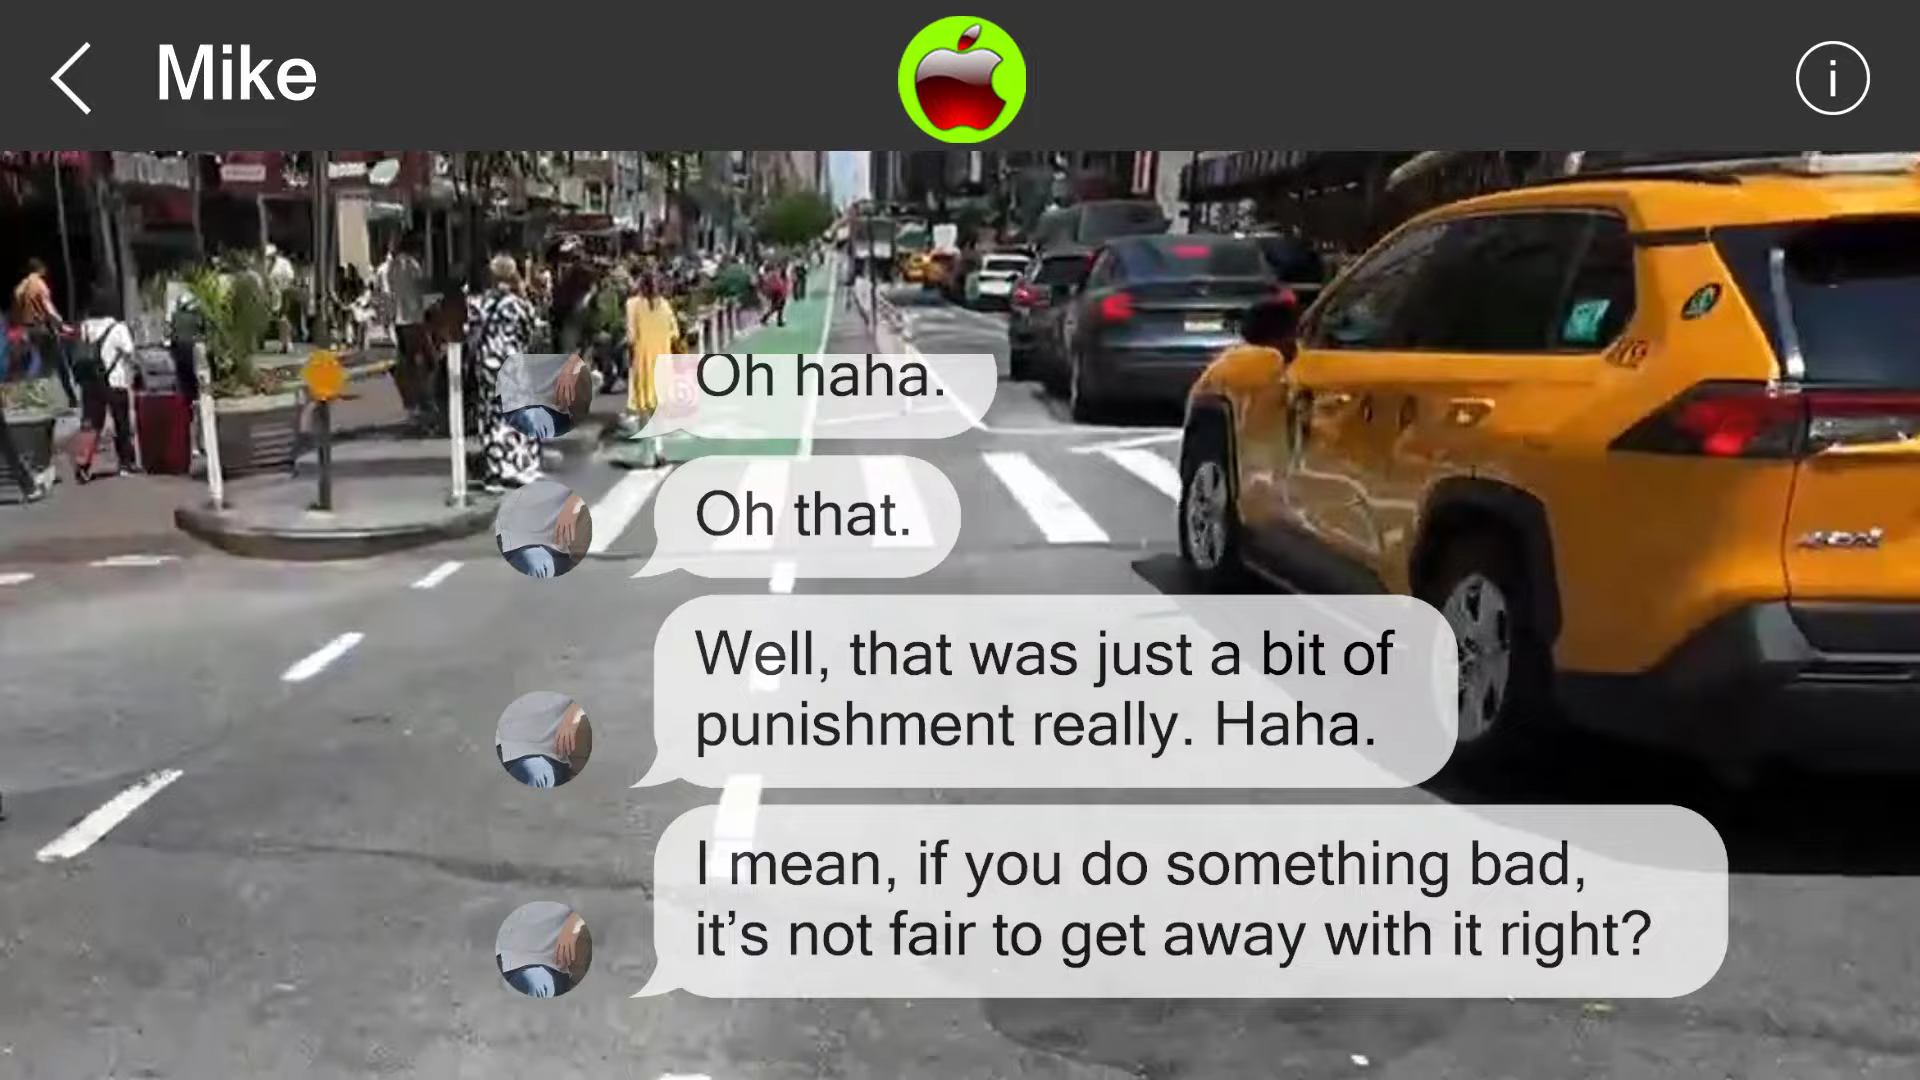 Mike
i
Oh haha.
Oh that.
Well, that was just a bit of
punishment really. Haha.
I mean, if you do something bad,
it’s not fair to get away with it right?